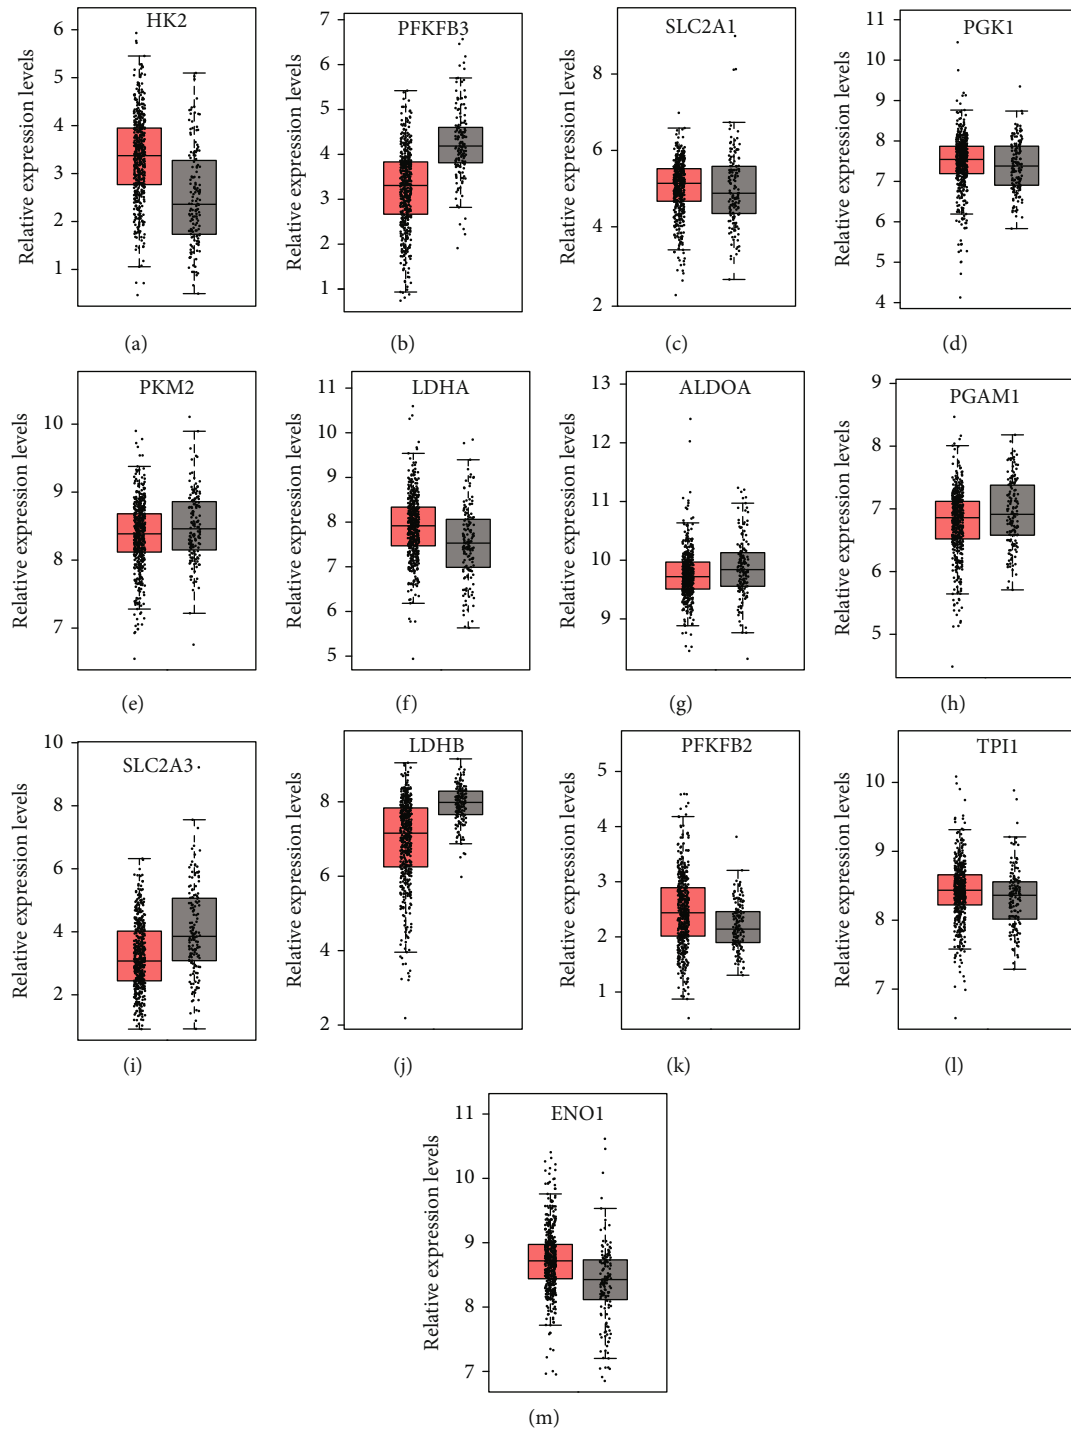 HK2
Relative expression levels
6
5
4
3
2
1
(a)
PFKFB3
Relative expression levels
7
6
5
4
3
2
1
(b)
SLC2A1
Relative expression levels
8
6
4
2
(c)
PGK1
Relative expression levels
11
10
9
8
7
6
5
4
(d)
PKM2
Relative expression levels
10
9
8
7
(e)
LDHA
Relative expression levels
11
10
9
8
7
6
5
(f)
ALDOA
Relative expression levels
13
12
11
10
9
(g)
PGAM1
Relative expression levels
9
8
7
6
5
(h)
SLC2A3
Relative expression levels
10
8
6
4
2
(i)
LDHB
Relative expression levels
8
6
4
2
(j)
PFKFB2
Relative expression levels
5
4
3
2
1
(k)
TPI1
Relative expression levels
10
9
8
7
(l)
ENO1
Relative expression levels
11
10
9
8
7
(m)